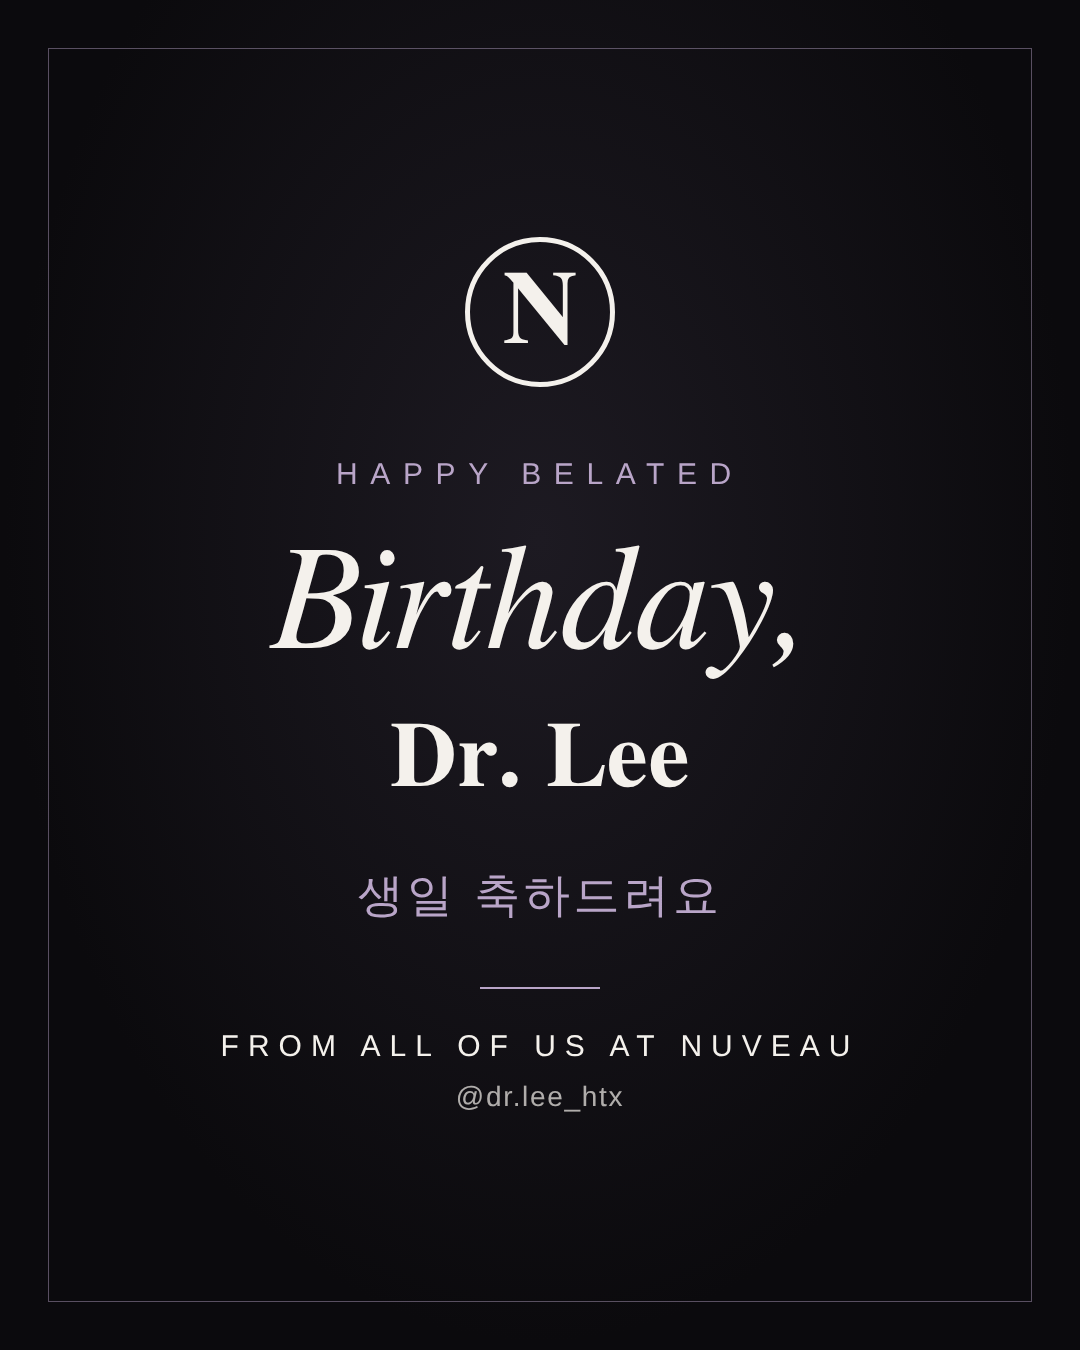 N
HAPPY BELATED
Birthday,
Dr. Lee
생일 축하드려요
FROM ALL OF US AT NUVEAU
@dr.lee_htx